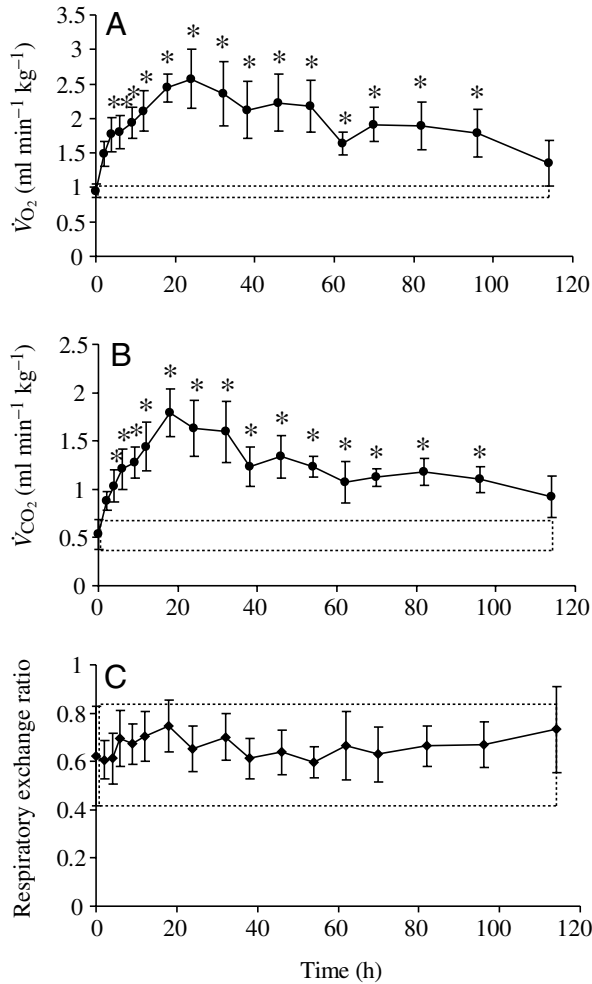 A
V̇O₂ (ml min⁻¹ kg⁻¹)
3.5
3
2.5
2
1.5
1
0.5
0
0 20 40 60 80 100 120
* * * * * * * * * * * * * * *
B
V̇CO₂ (ml min⁻¹ kg⁻¹)
2.5
2
1.5
1
0.5
0
0 20 40 60 80 100 120
* * * * * * * * * * * * * * *
C
Respiratory exchange ratio
1
0.8
0.6
0.4
0.2
0
0 20 40 60 80 100 120
Time (h)